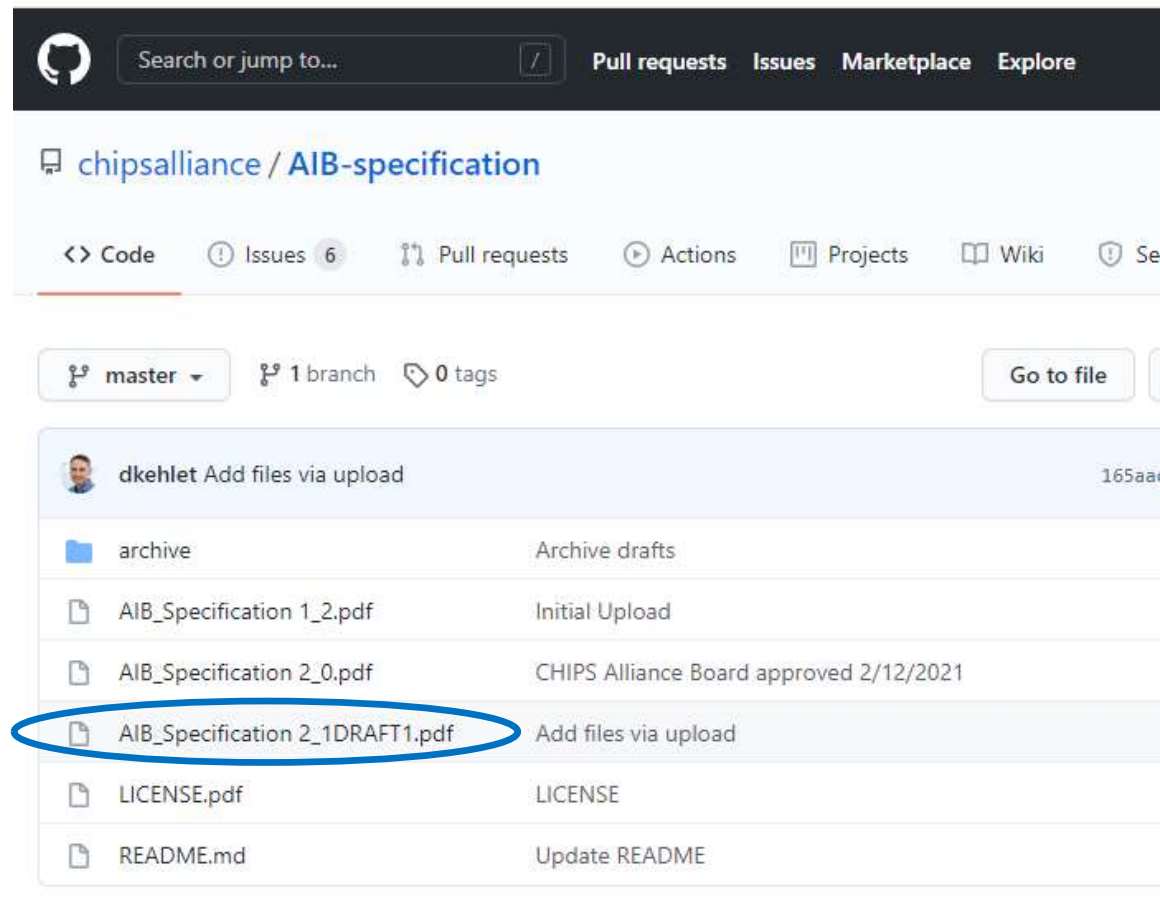 Search or jump to... / Pull requests Issues Marketplace Explore
chipsalliance / AIB-specification
<> Code Issues 6 Pull requests Actions Projects Wiki Se
master 1 branch 0 tags Go to file
dkehlet Add files via upload 165aa
archive Archive drafts
AIB_Specification 1_2.pdf Initial Upload
AIB_Specification 2_0.pdf CHIPS Alliance Board approved 2/12/2021
AIB_Specification 2_1DRAFT1.pdf Add files via upload
LICENSE.pdf LICENSE
README.md Update README